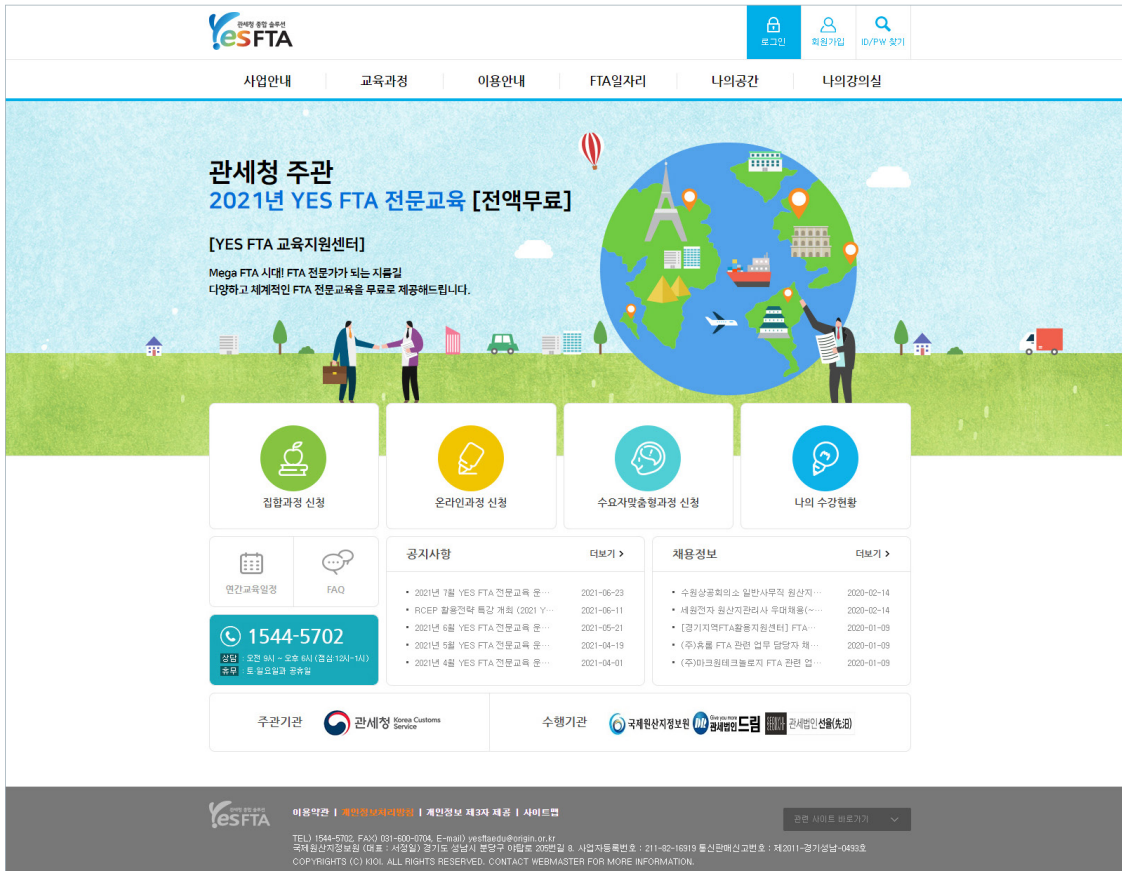 관세청 종합 솔루션
YesFTA
로그인
회원가입
ID/PW 찾기
사업안내
교육과정
이용안내
FTA일자리
나의공간
나의강의실
관세청 주관
2021년 YES FTA 전문교육 [전액무료]
[YES FTA 교육지원센터]
Mega FTA 시대! FTA 전문가가 되는 지름길
다양하고 체계적인 FTA 전문교육을 무료로 제공해드립니다.
집합과정 신청
온라인과정 신청
수요자맞춤형과정 신청
나의 수강현황
연간교육일정
FAQ
1544-5702
상담 : 오전 9시 ~ 오후 6시 (점심:12시~1시)
휴무 : 토·일요일과 공휴일
공지사항
더보기 >
• 2021년 7월 YES FTA 전문교육 운… 2021-06-23
• RCEP 활용전략 특강 개최 (2021 Y… 2021-06-11
• 2021년 6월 YES FTA 전문교육 운… 2021-05-21
• 2021년 5월 YES FTA 전문교육 운… 2021-04-19
• 2021년 4월 YES FTA 전문교육 운… 2021-04-01
채용정보
더보기 >
• 수원상공회의소 일반사무직 원산지… 2020-02-14
• 세원전자 원산지관리사 우대채용(~… 2020-02-14
• [경기지역FTA활용지원센터] FTA… 2020-01-09
• (주)휴롬 FTA 관련 업무 담당자 채… 2020-01-09
• (주)마크원테크놀로지 FTA 관련 업… 2020-01-09
주관기관
관세청 Korea Customs Service
수행기관
국제원산지정보원
Give you more
관세법인 드림
관세법인 선율(先律)
관세청 종합 솔루션
YesFTA
이용약관 | 개인정보처리방침 | 개인정보 제3자 제공 | 사이트맵
관련 사이트 바로가기
TEL) 1544-5702, FAX) 031-600-0704, E-mail) yesftaedu@origin.or.kr
국제원산지정보원 (대표 : 서정일) 경기도 성남시 분당구 야탑로 205번길 8. 사업자등록번호 : 211-82-16919 통신판매신고번호 : 제2011-경기성남-0493호
COPYRIGHTS (C) KIOI. ALL RIGHTS RESERVED. CONTACT WEBMASTER FOR MORE INFORMATION.